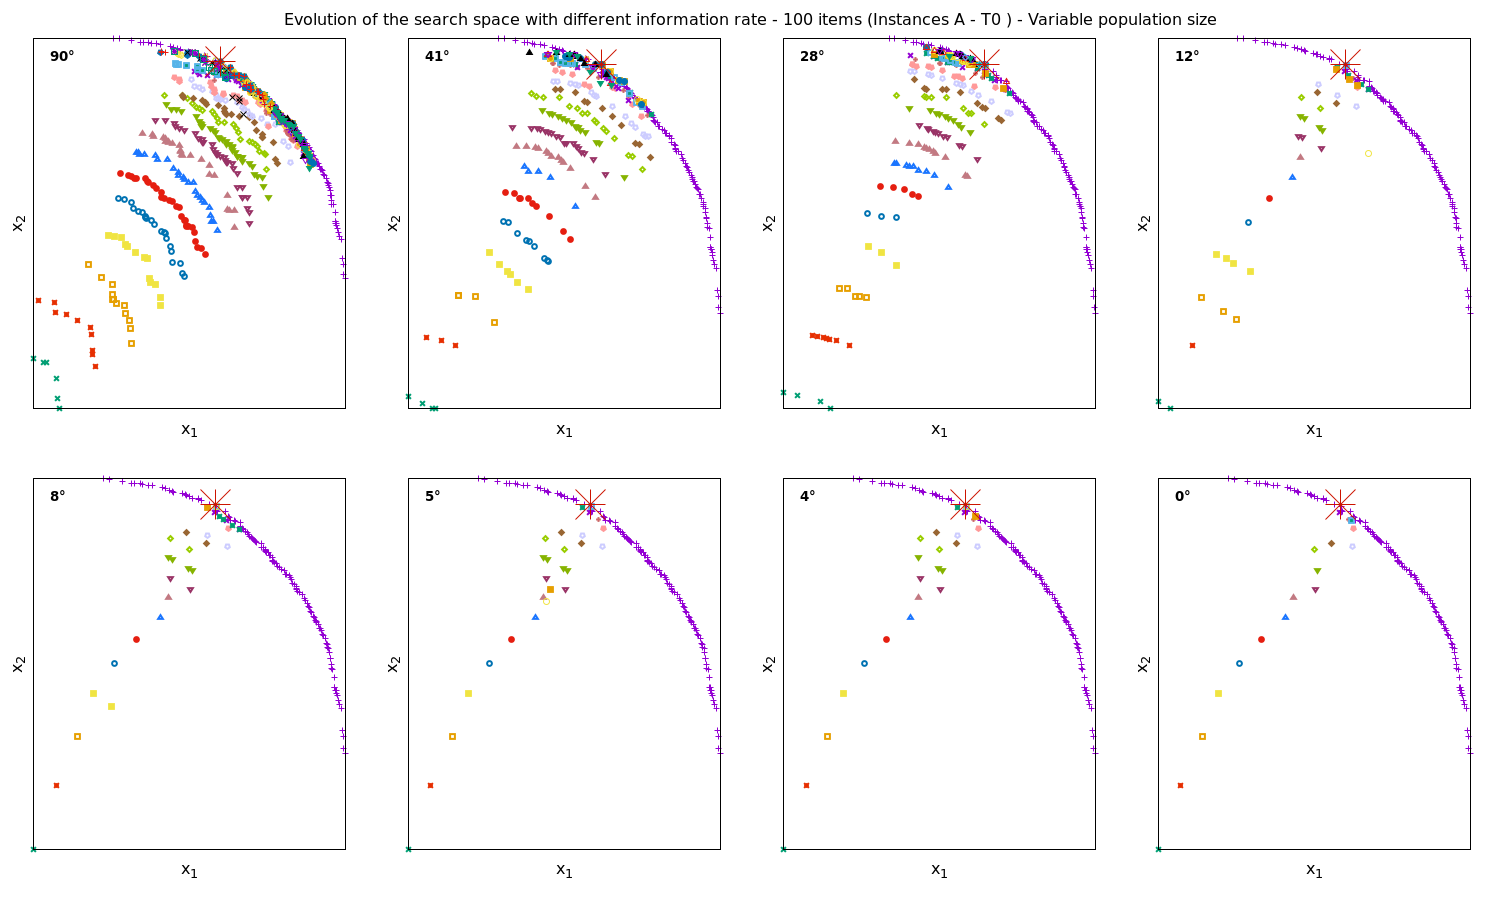 Evolution of the search space with different information rate - 100 items (Instances A - T0 ) - Variable population size
90°
41°
28°
12°
x2
x2
x2
x2
x1
x1
x1
x1
8°
5°
4°
0°
x2
x2
x2
x2
x1
x1
x1
x1